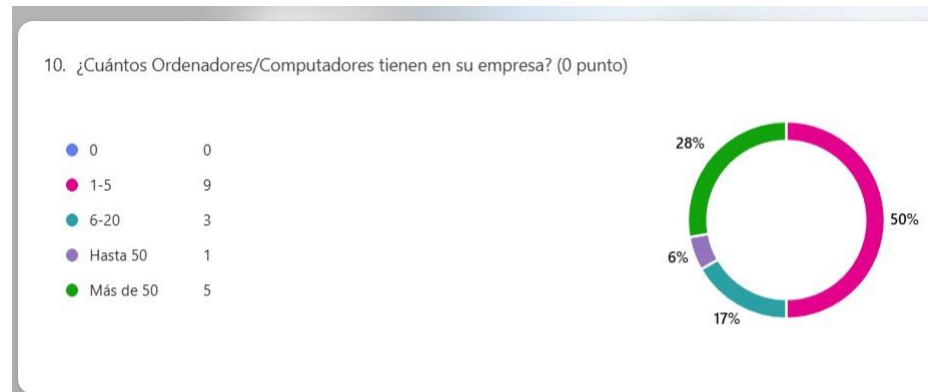 10. ¿Cuántos Ordenadores/Computadores tienen en su empresa? (0 punto)
0 0
1-5 9
6-20 3
Hasta 50 1
Más de 50 5
28%
50%
6%
17%